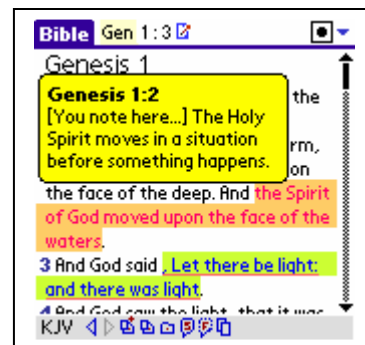 Bible Gen 1:3
Genesis 1
Genesis 1:2
[You note here...] The Holy
Spirit moves in a situation
before something happens.
the
rm,
on
the face of the deep. And the Spirit
of God moved upon the face of the
waters.
3 And God said , Let there be light:
and there was light.
4 And God saw the light, that it was
KJV